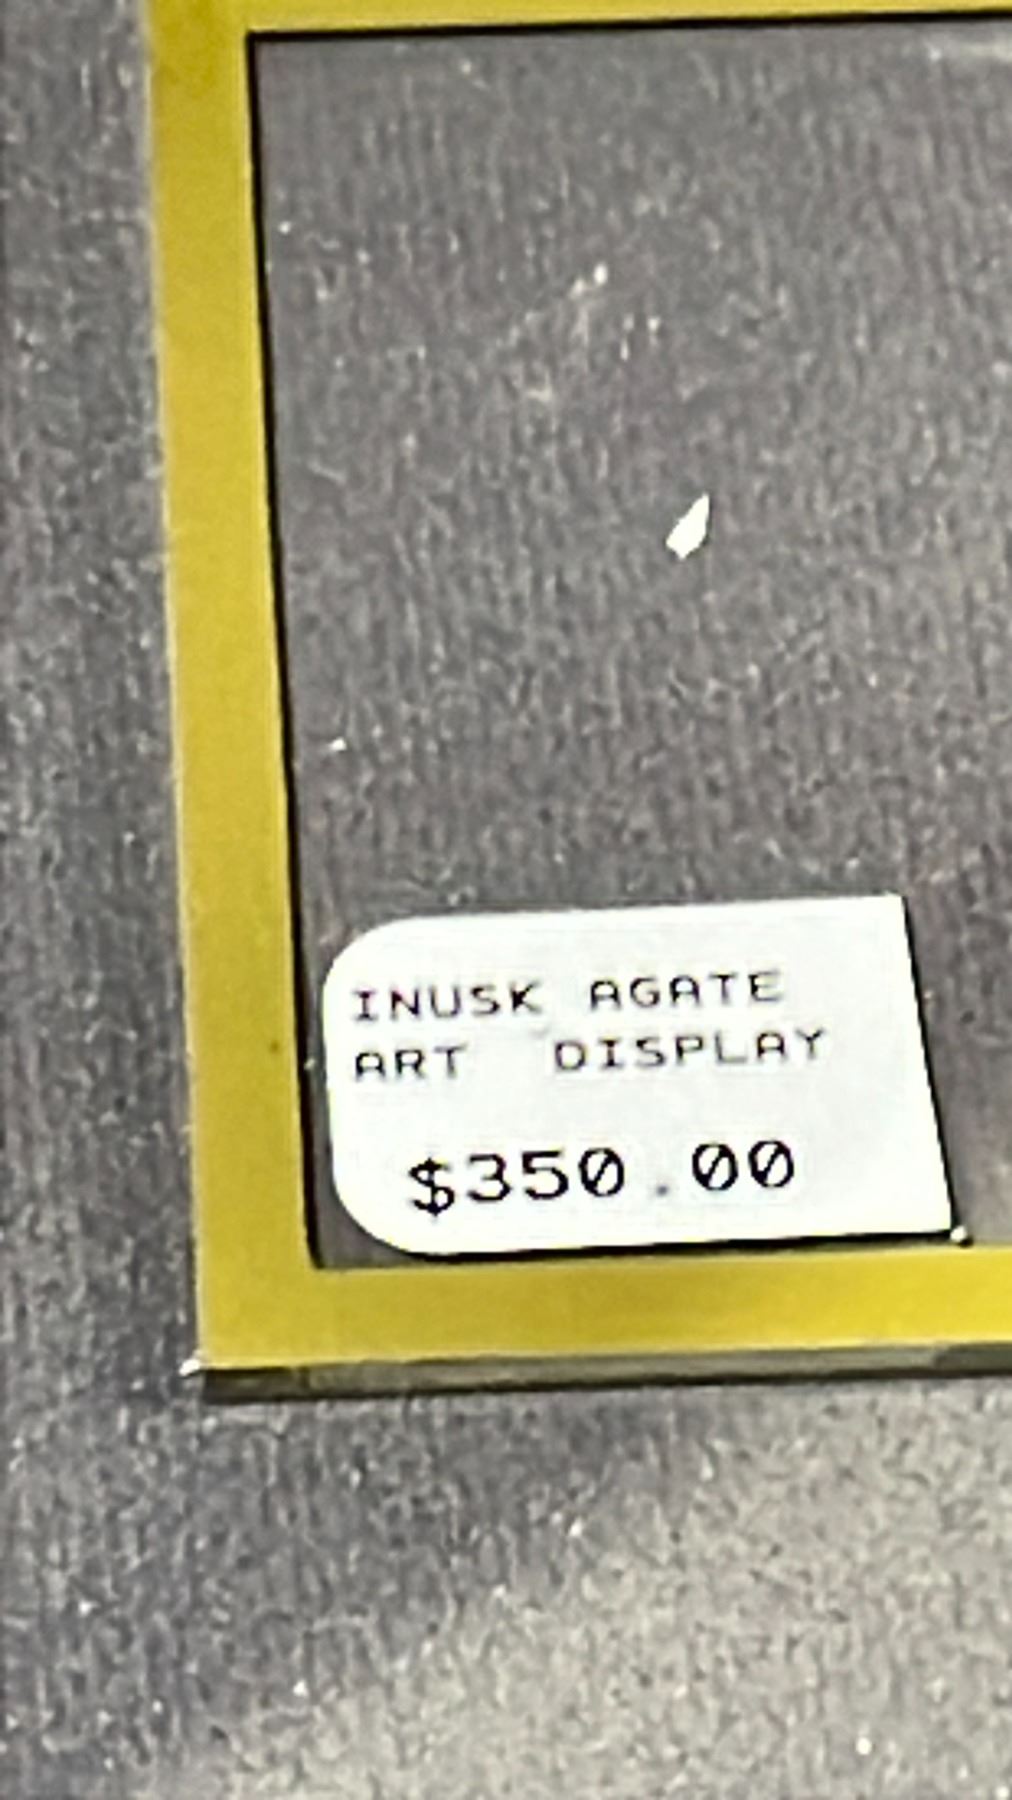 INUSK AGATE
ART DISPLAY
$350.00